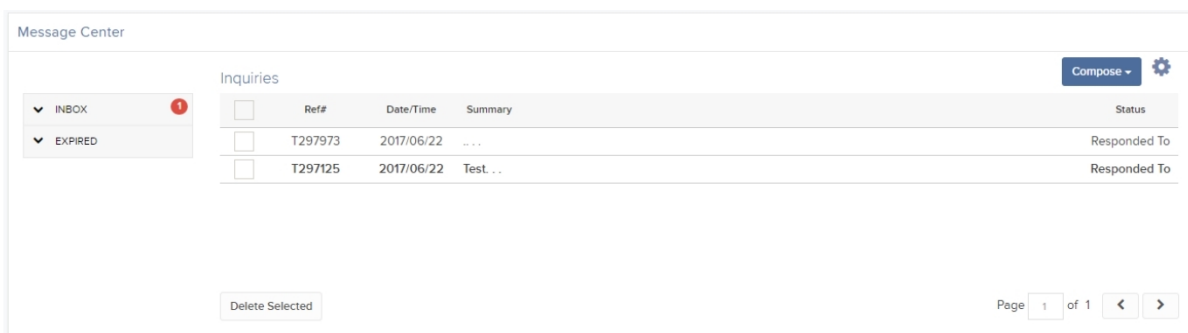 Message Center
Inquiries
Compose
INBOX 1
EXPIRED
Ref# Date/Time Summary Status
T297973 2017/06/22 .. . . Responded To
T297125 2017/06/22 Test. . . Responded To
Delete Selected
Page 1 of 1